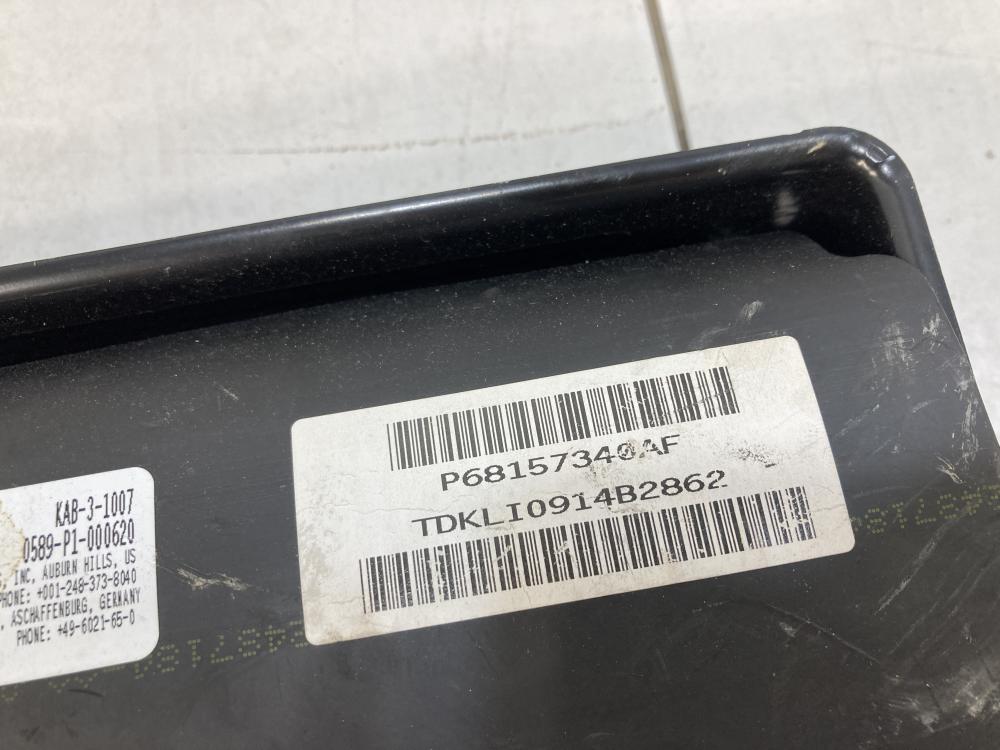 P68157340AF
TDKLI0914B2862
KAB-3-1007
0589-P1-000620
INC, AUBURN HILLS, US
PHONE: +001-248-373-8040
ASCHAFFENBURG, GERMANY
PHONE: +49-6021-65-0